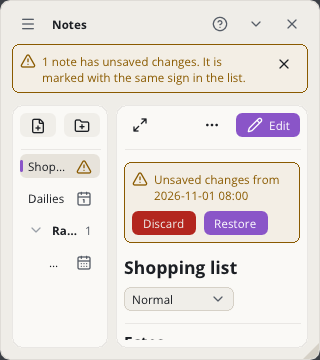 Notes
1 note has unsaved changes. It is
marked with the same sign in the list.
Edit
Shop...
Dailies
Ra... 1
...
Unsaved changes from
2026-11-01 08:00
Discard Restore
Shopping list
Normal